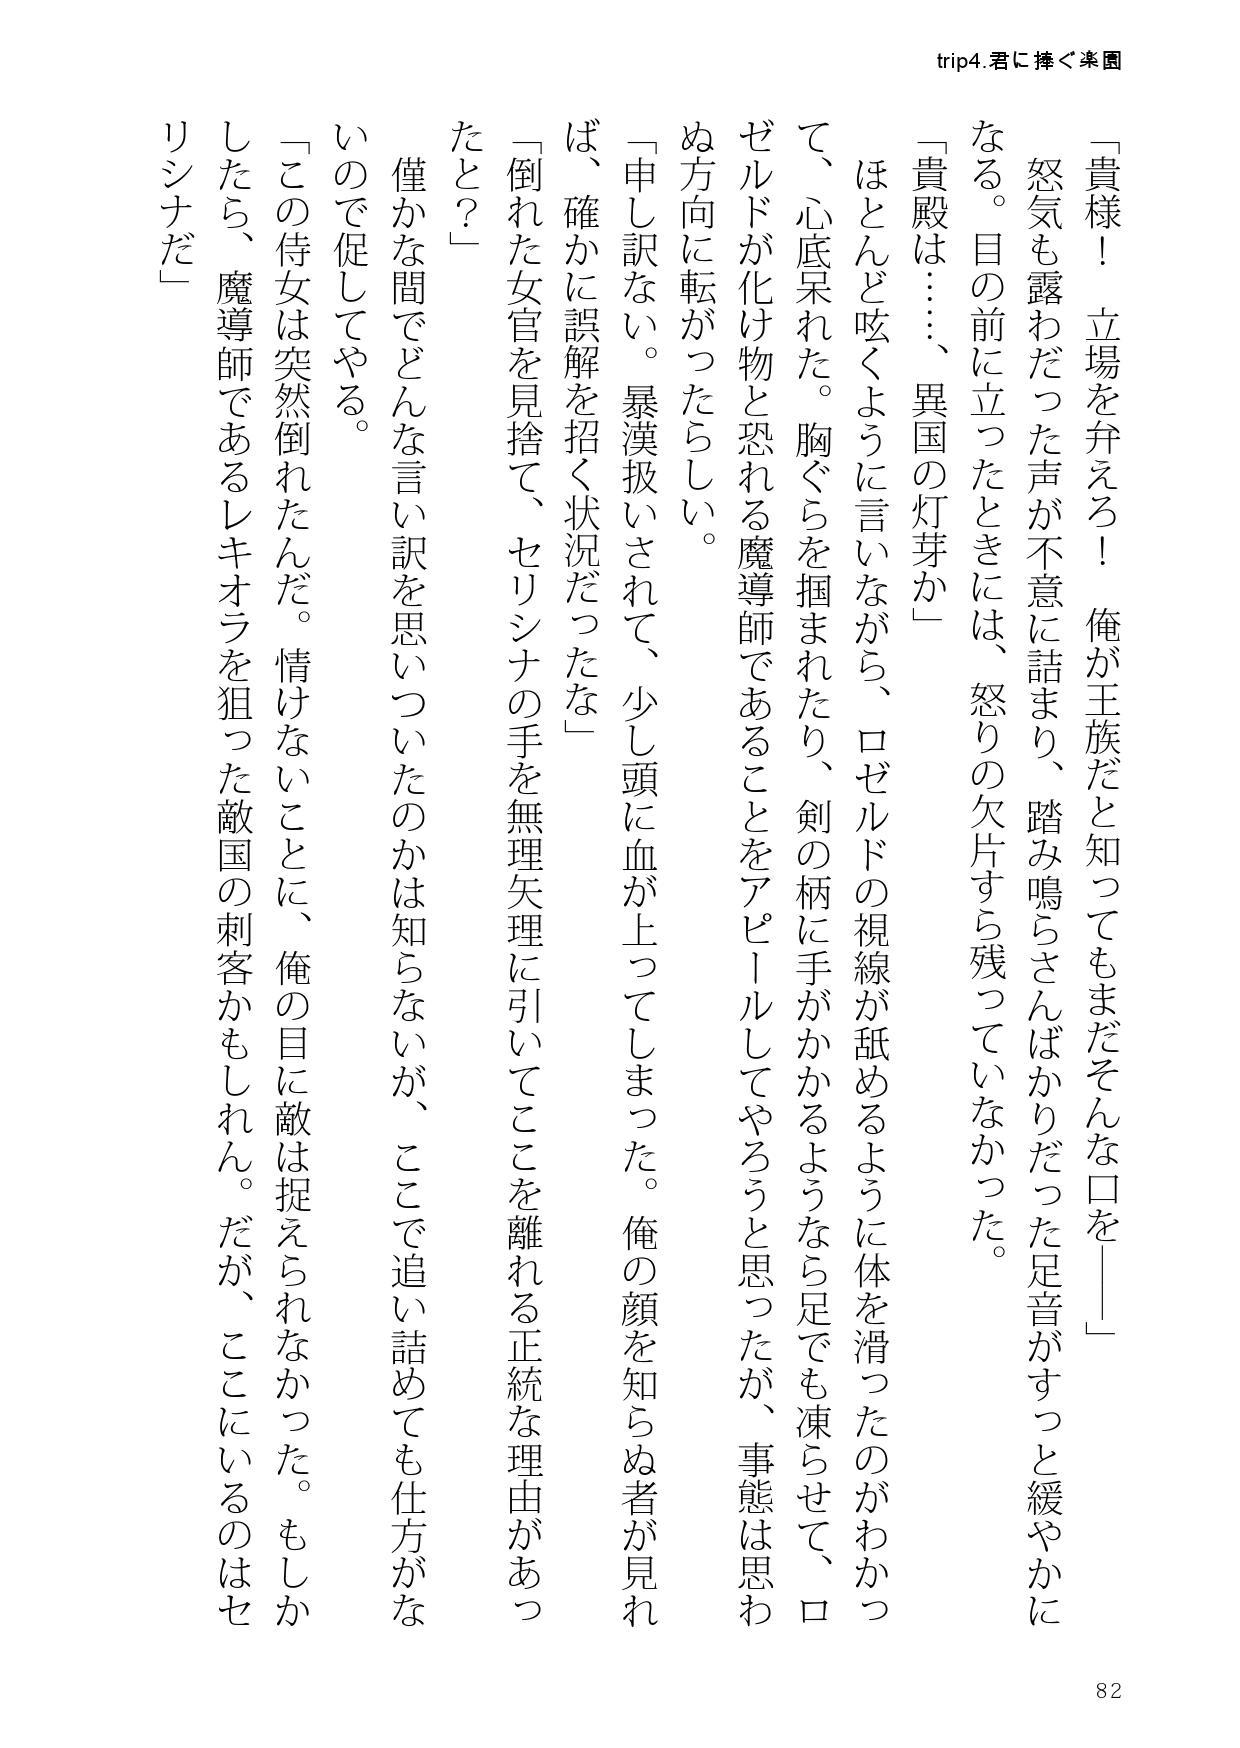 trip4.君に捧ぐ楽園
「貴様！　立場を弁えろ！　俺が王族だと知ってもまだそんな口を――」
　怒気も露わだった声が不意に詰まり、踏み鳴らさんばかりだった足音がすっと緩やかに
なる。目の前に立ったときには、怒りの欠片すら残っていなかった。
「貴殿は……、異国の灯芽か」
　ほとんど呟くように言いながら、ロゼルドの視線が舐めるように体を滑ったのがわかっ
て、心底呆れた。胸ぐらを掴まれたり、剣の柄に手がかかるようなら足でも凍らせて、ロ
ゼルドが化け物と恐れる魔導師であることをアピールしてやろうと思ったが、事態は思わ
ぬ方向に転がったらしい。
「申し訳ない。暴漢扱いされて、少し頭に血が上ってしまった。俺の顔を知らぬ者が見れ
ば、確かに誤解を招く状況だったな」
「倒れた女官を見捨て、セリシナの手を無理矢理に引いてここを離れる正統な理由があっ
たと？」
　僅かな間でどんな言い訳を思いついたのかは知らないが、ここで追い詰めても仕方がな
いので促してやる。
「この侍女は突然倒れたんだ。情けないことに、俺の目に敵は捉えられなかった。もしか
したら、魔導師であるレキオラを狙った敵国の刺客かもしれん。だが、ここにいるのはセ
リシナだ」
82